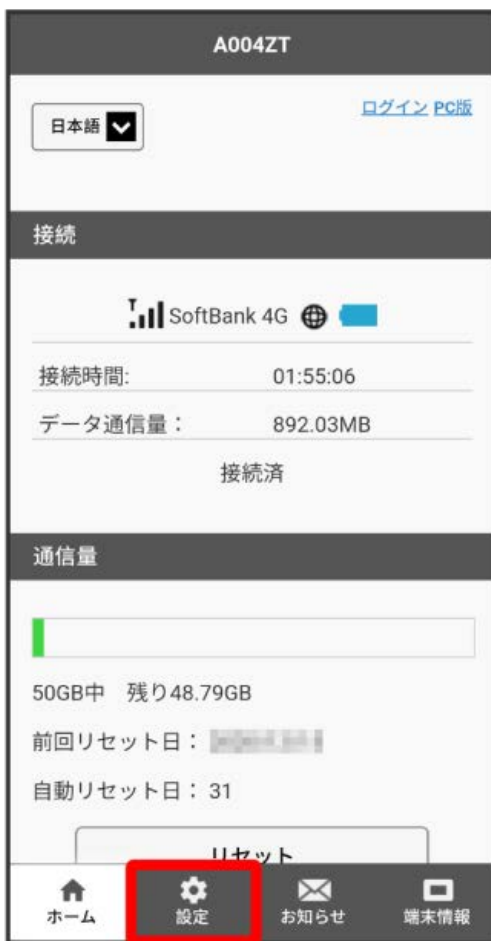 A004ZT
日本語
ログイン PC版
接続
SoftBank 4G
接続時間: 01:55:06
データ通信量： 892.03MB
接続済
通信量
50GB中 残り48.79GB
前回リセット日：
自動リセット日： 31
リセット
ホーム 設定 お知らせ 端末情報